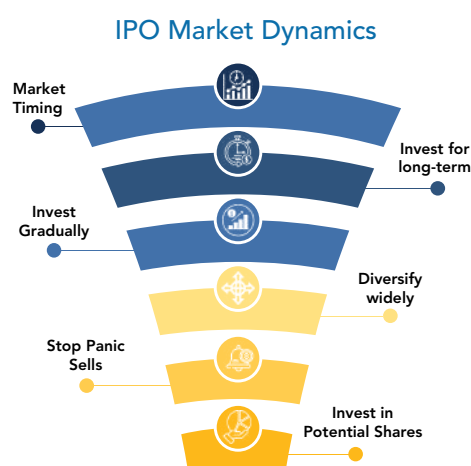 IPO Market Dynamics
Market
Timing
Invest for
long-term
Invest
Gradually
Diversify
widely
Stop Panic
Sells
Invest in
Potential Shares